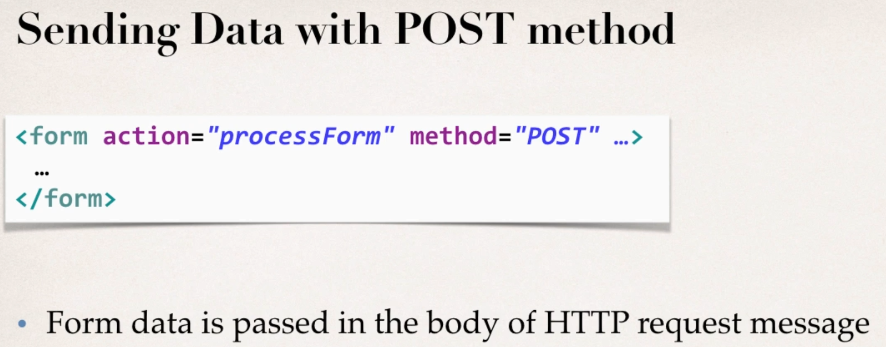 Sending Data with POST method
<form action="processForm" method="POST" …>
…
</form>
• Form data is passed in the body of HTTP request message